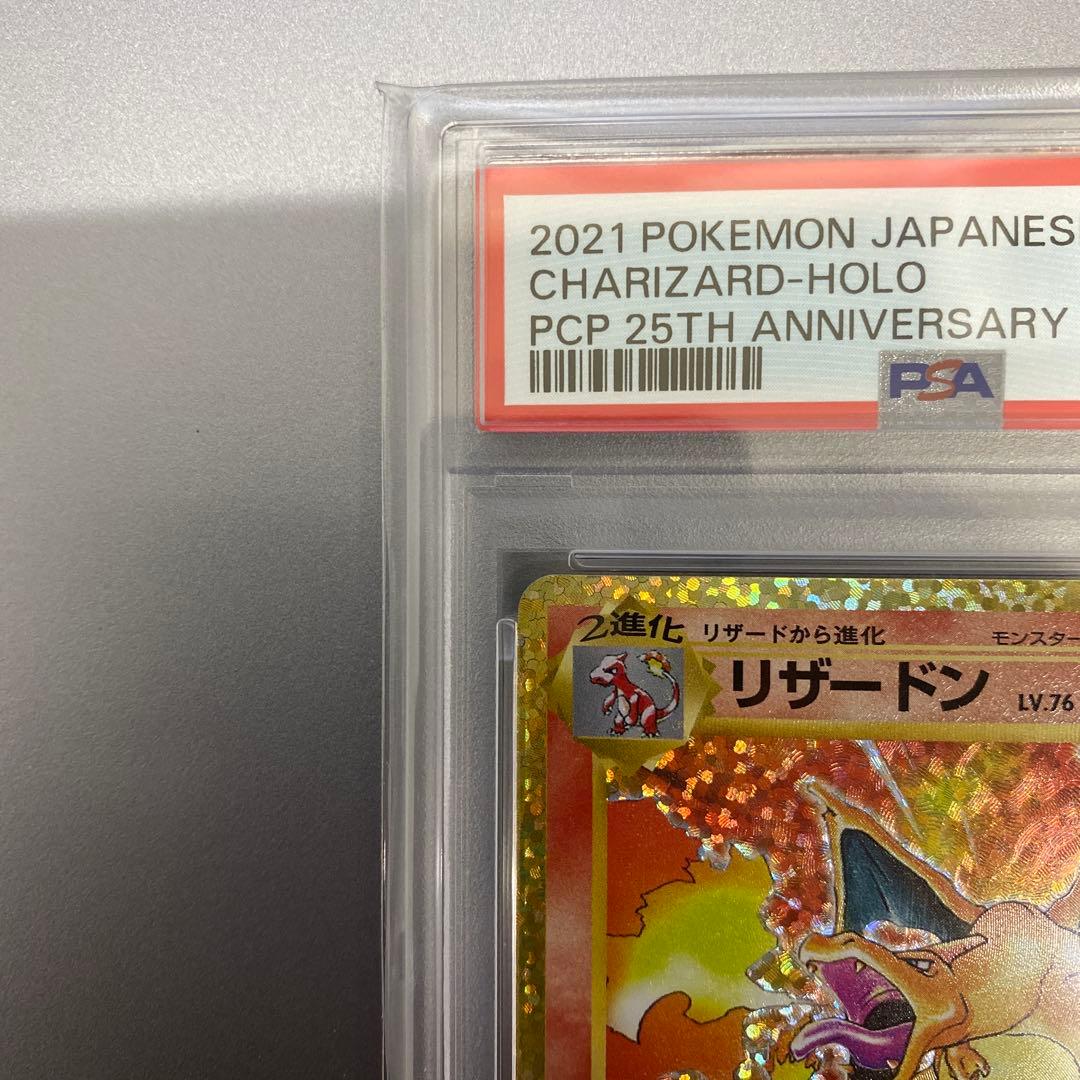 2021 POKEMON JAPANES
CHARIZARD-HOLO
PCP 25TH ANNIVERSARY
PSA
2進化 リザードから進化 モンスター
リザードン LV.76